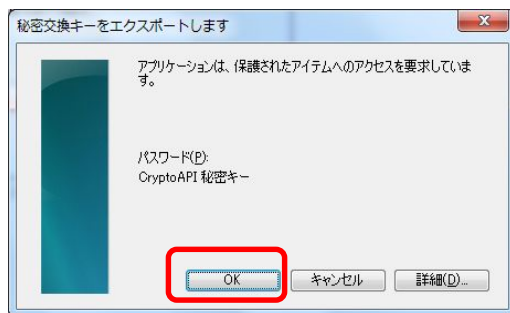 秘密交換キーをエクスポートします
アプリケーションは、保護されたアイテムへのアクセスを要求していま
す。
パスワード(P):
CryptoAPI 秘密キー
OK
キャンセル
詳細(D)...